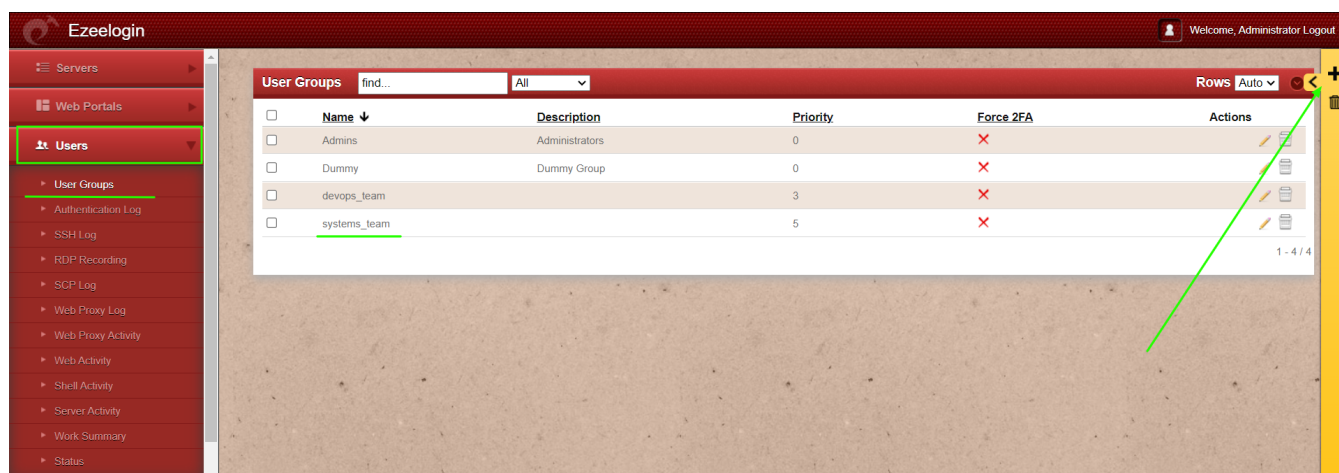 Ezeelogin
Welcome, Administrator Logout
Servers
Web Portals
Users
User Groups
Authentication Log
SSH Log
RDP Recording
SCP Log
Web Proxy Log
Web Proxy Activity
Web Activity
Shell Activity
Server Activity
Work Summary
Status
User Groups find... All Rows Auto
Name Description Priority Force 2FA Actions
Admins Administrators 0
Dummy Dummy Group 0
devops_team 3
systems_team 5
1 - 4 / 4